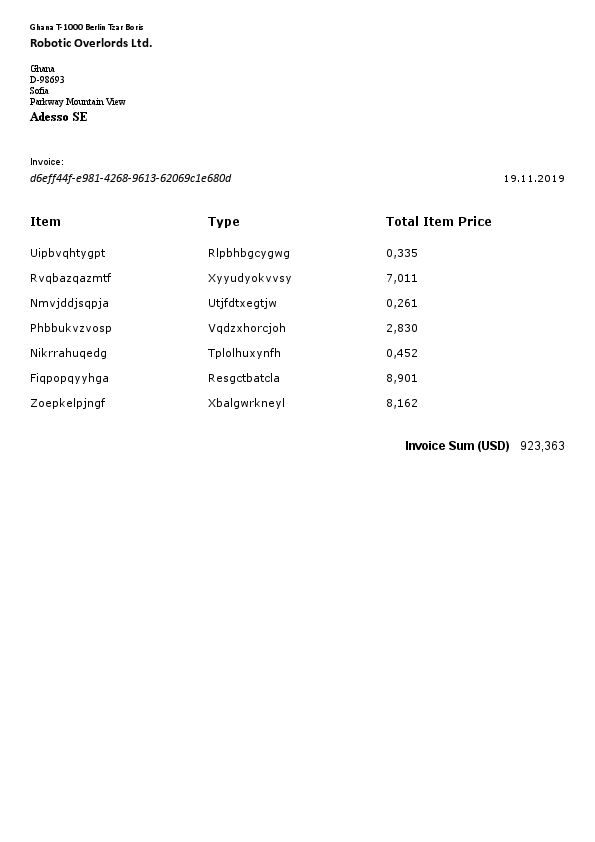 Ghana T-1000 Berlin Tzar Boris
Robotic Overlords Ltd.
Ghana
D-98693
Sofia
Parkway Mountain View
Adesso SE
Invoice:
d6eff44f-e981-4268-9613-62069c1e680d 19.11.2019
Item Type Total Item Price
Uipbvqhtygpt Rlpbhbgcygwg 0,335
Rvqbazqazmtf Xyyudyokvvsy 7,011
Nmvjddjsqpja Utjfdtxegtjw 0,261
Phbbukvzvosp Vqdzxhorcjoh 2,830
Nikrrahuqedg Tplolhuxynfh 0,452
Fiqpopqyyhga Resgctbatcla 8,901
Zoepkelpjngf Xbalgwrkneyl 8,162
Invoice Sum (USD) 923,363